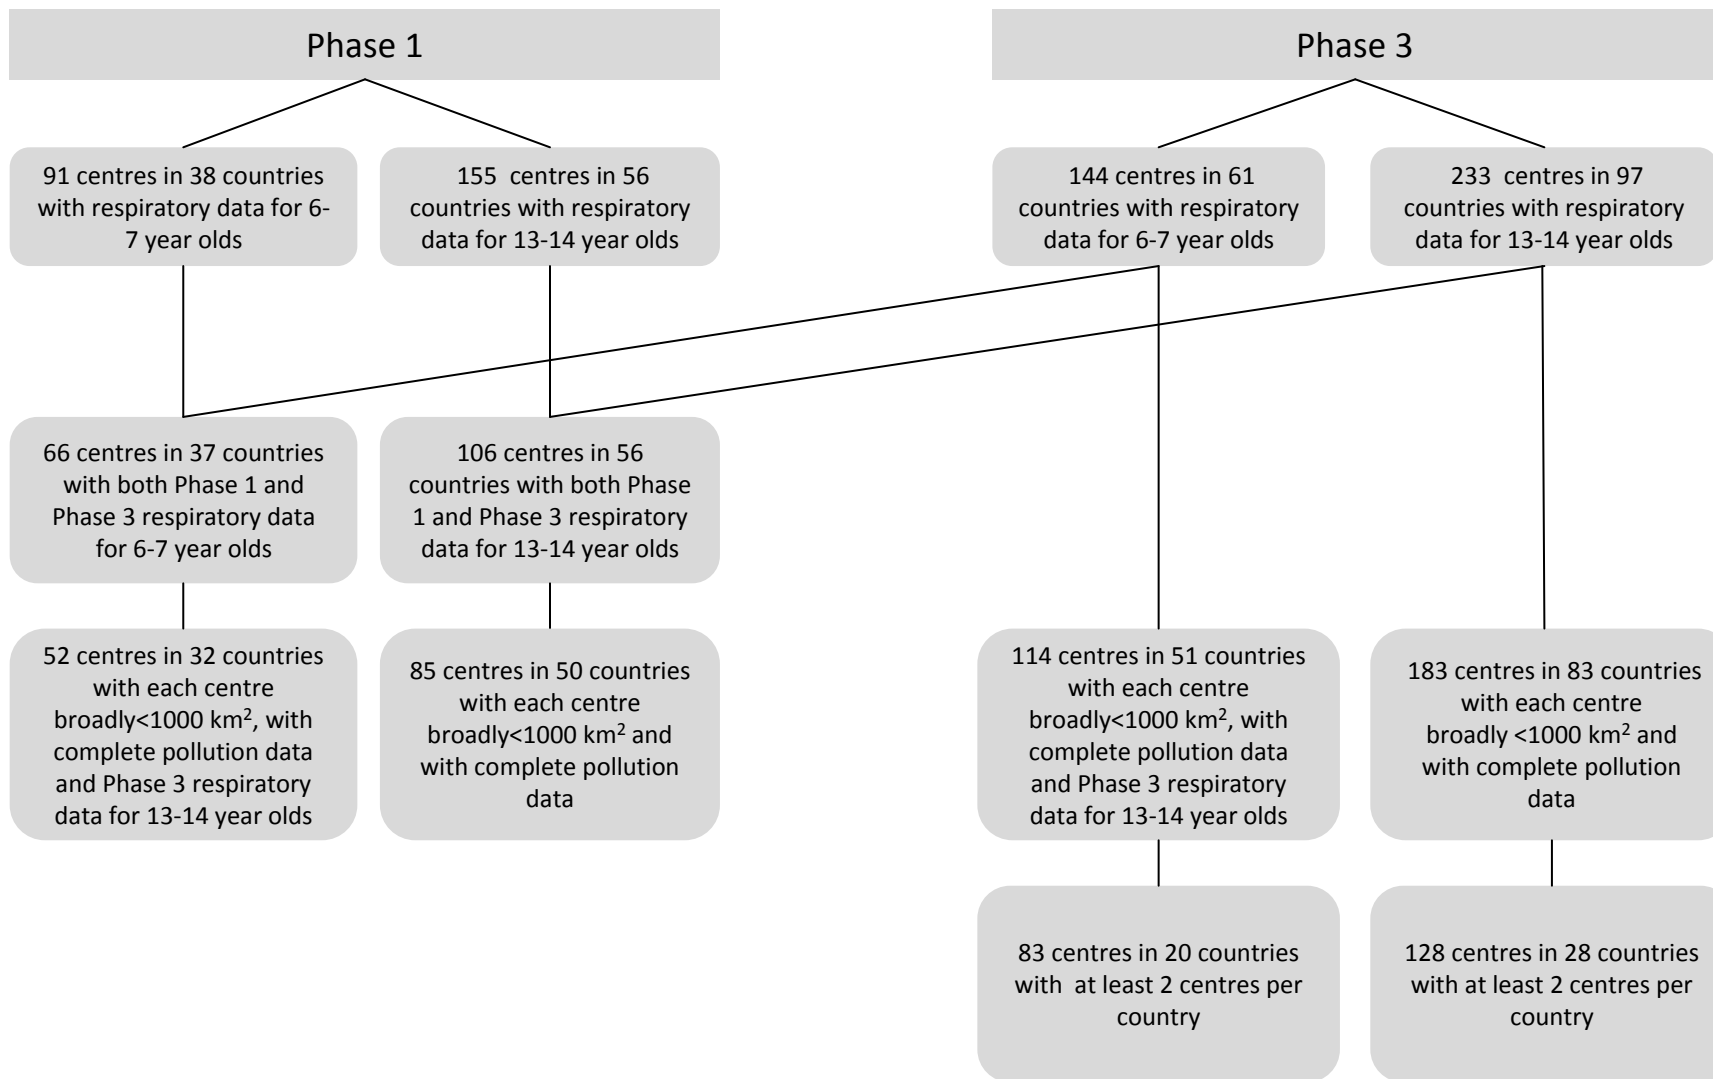 Phase 1
Phase 3
91 centres in 38 countries
with respiratory data for 6-
7 year olds
155  centres in 56
countries with respiratory
data for 13-14 year olds
144 centres in 61
countries with respiratory
data for 6-7 year olds
233  centres in 97
countries with respiratory
data for 13-14 year olds
66 centres in 37 countries
with both Phase 1 and
Phase 3 respiratory data
for 6-7 year olds
106 centres in 56
countries with both Phase
1 and Phase 3 respiratory
data for 13-14 year olds
52 centres in 32 countries
with each centre
broadly<1000 km², with
complete pollution data
and Phase 3 respiratory
data for 13-14 year olds
85 centres in 50 countries
with each centre
broadly<1000 km² and
with complete pollution
data
114 centres in 51 countries
with each centre
broadly<1000 km², with
complete pollution data
and Phase 3 respiratory
data for 13-14 year olds
183 centres in 83 countries
with each centre
broadly <1000 km² and
with complete pollution
data
83 centres in 20 countries
with  at least 2 centres per
country
128 centres in 28 countries
with at least 2 centres per
country